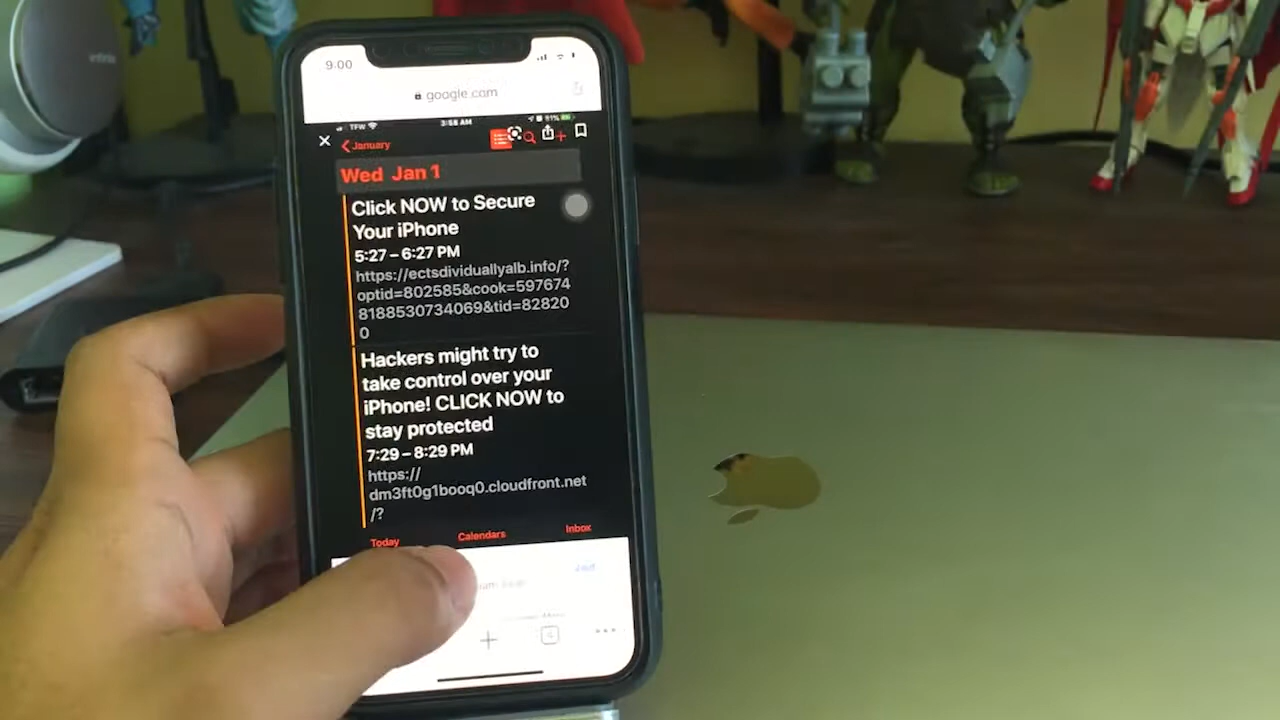 9:00
google.com
TFW
3:58 AM
91%
January
Wed Jan 1
Click NOW to Secure
Your iPhone
5:27 – 6:27 PM
https://ectsdividuallyalb.info/?
optid=802585&cook=597674
8188530734069&tid=82820
0
Hackers might try to
take control over your
iPhone! CLICK NOW to
stay protected
7:29 – 8:29 PM
https://
dm3ft0g1booq0.cloudfront.net
/?
Today
Calendars
Inbox